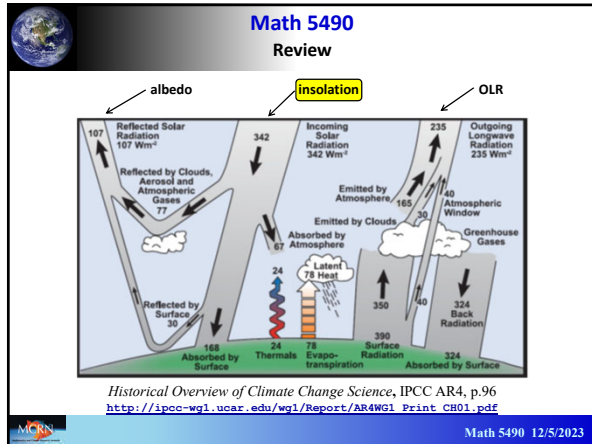 Math 5490
Review
albedo
insolation
OLR
107
Reflected Solar
Radiation
107 Wm-2
342
Incoming
Solar
Radiation
342 Wm-2
235
Outgoing
Longwave
Radiation
235 Wm-2
Reflected by Clouds,
Aerosol and
Atmospheric
Gases
77
Emitted by
Atmosphere
165
40
Atmospheric
Window
Emitted by Clouds
30
Greenhouse
Gases
67
Absorbed by
Atmosphere
24
Latent
78 Heat
Reflected by
Surface
30
350
40
324
Back
Radiation
168
Absorbed by
Surface
24
Thermals
78
Evapo-
transpiration
390
Surface
Radiation
324
Absorbed by Surface
Historical Overview of Climate Change Science, IPCC AR4, p.96
http://ipcc-wg1.ucar.edu/wg1/Report/AR4WG1_Print_CH01.pdf
MCRN
Math 5490 12/5/2023